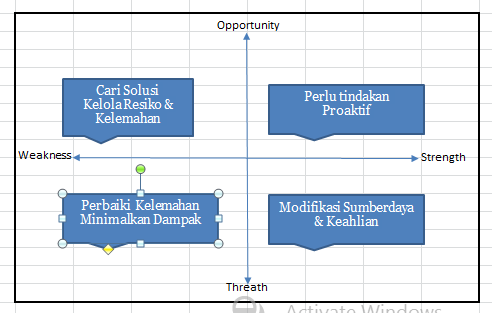 Opportunity
Cari Solusi
Kelola Resiko &
Kelemahan
Perlu tindakan
Proaktif
Weakness
Strength
Perbaiki Kelemahan
Minimalkan Dampak
Modifikasi Sumberdaya
& Keahlian
Threath
Activate Windows